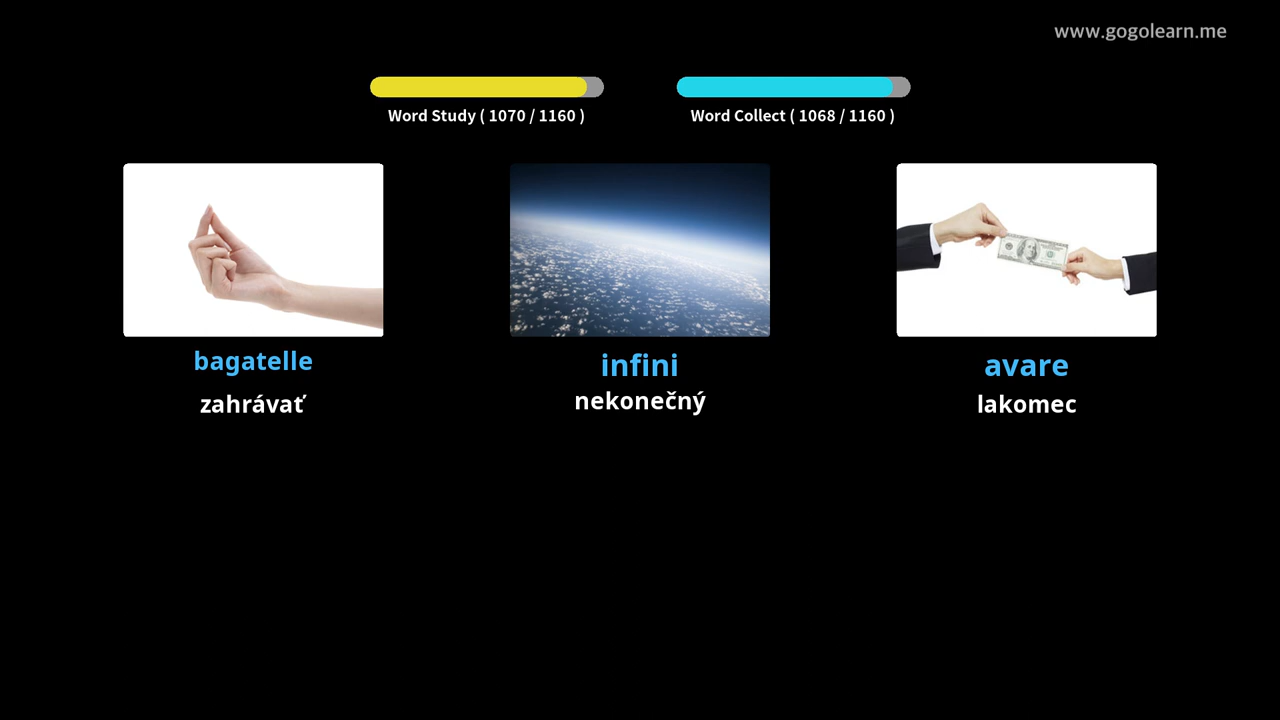 www.gogolearn.me
Word Study ( 1070 / 1160 )
Word Collect ( 1068 / 1160 )
bagatelle
zahrávať
infini
nekonečný
avare
lakomec